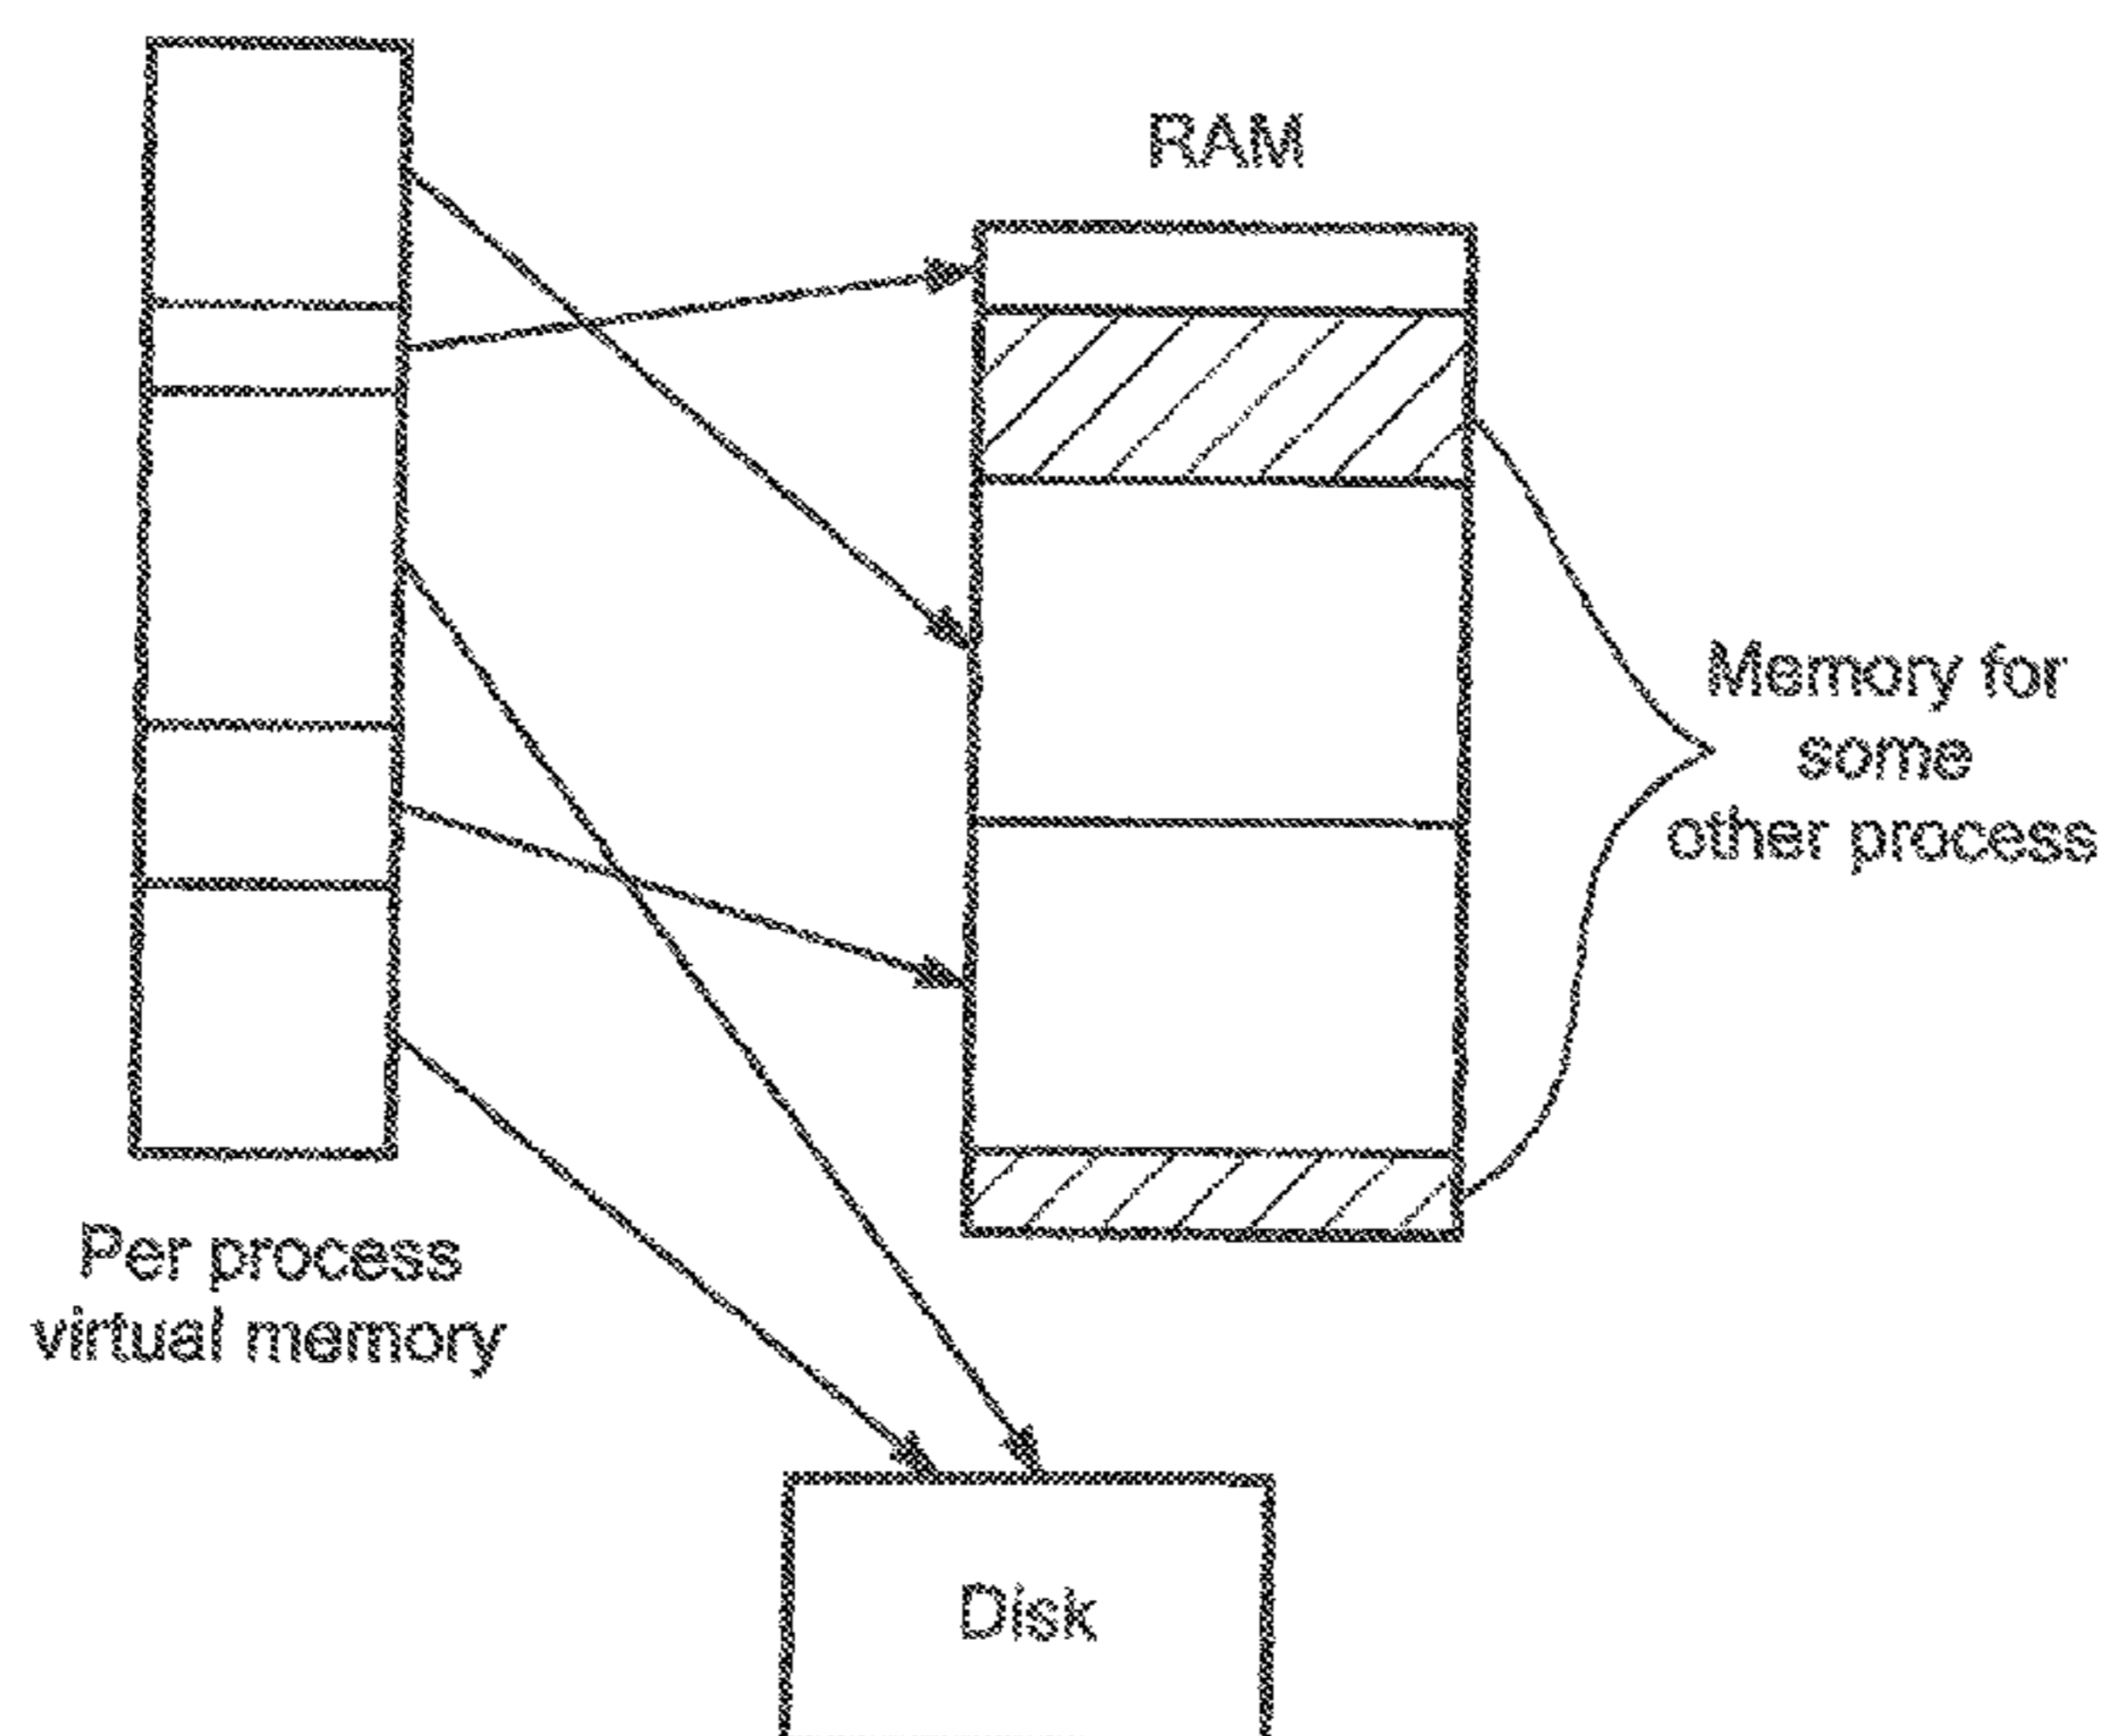 RAM
Memory for
some
other process
Per process
virtual memory
Disk